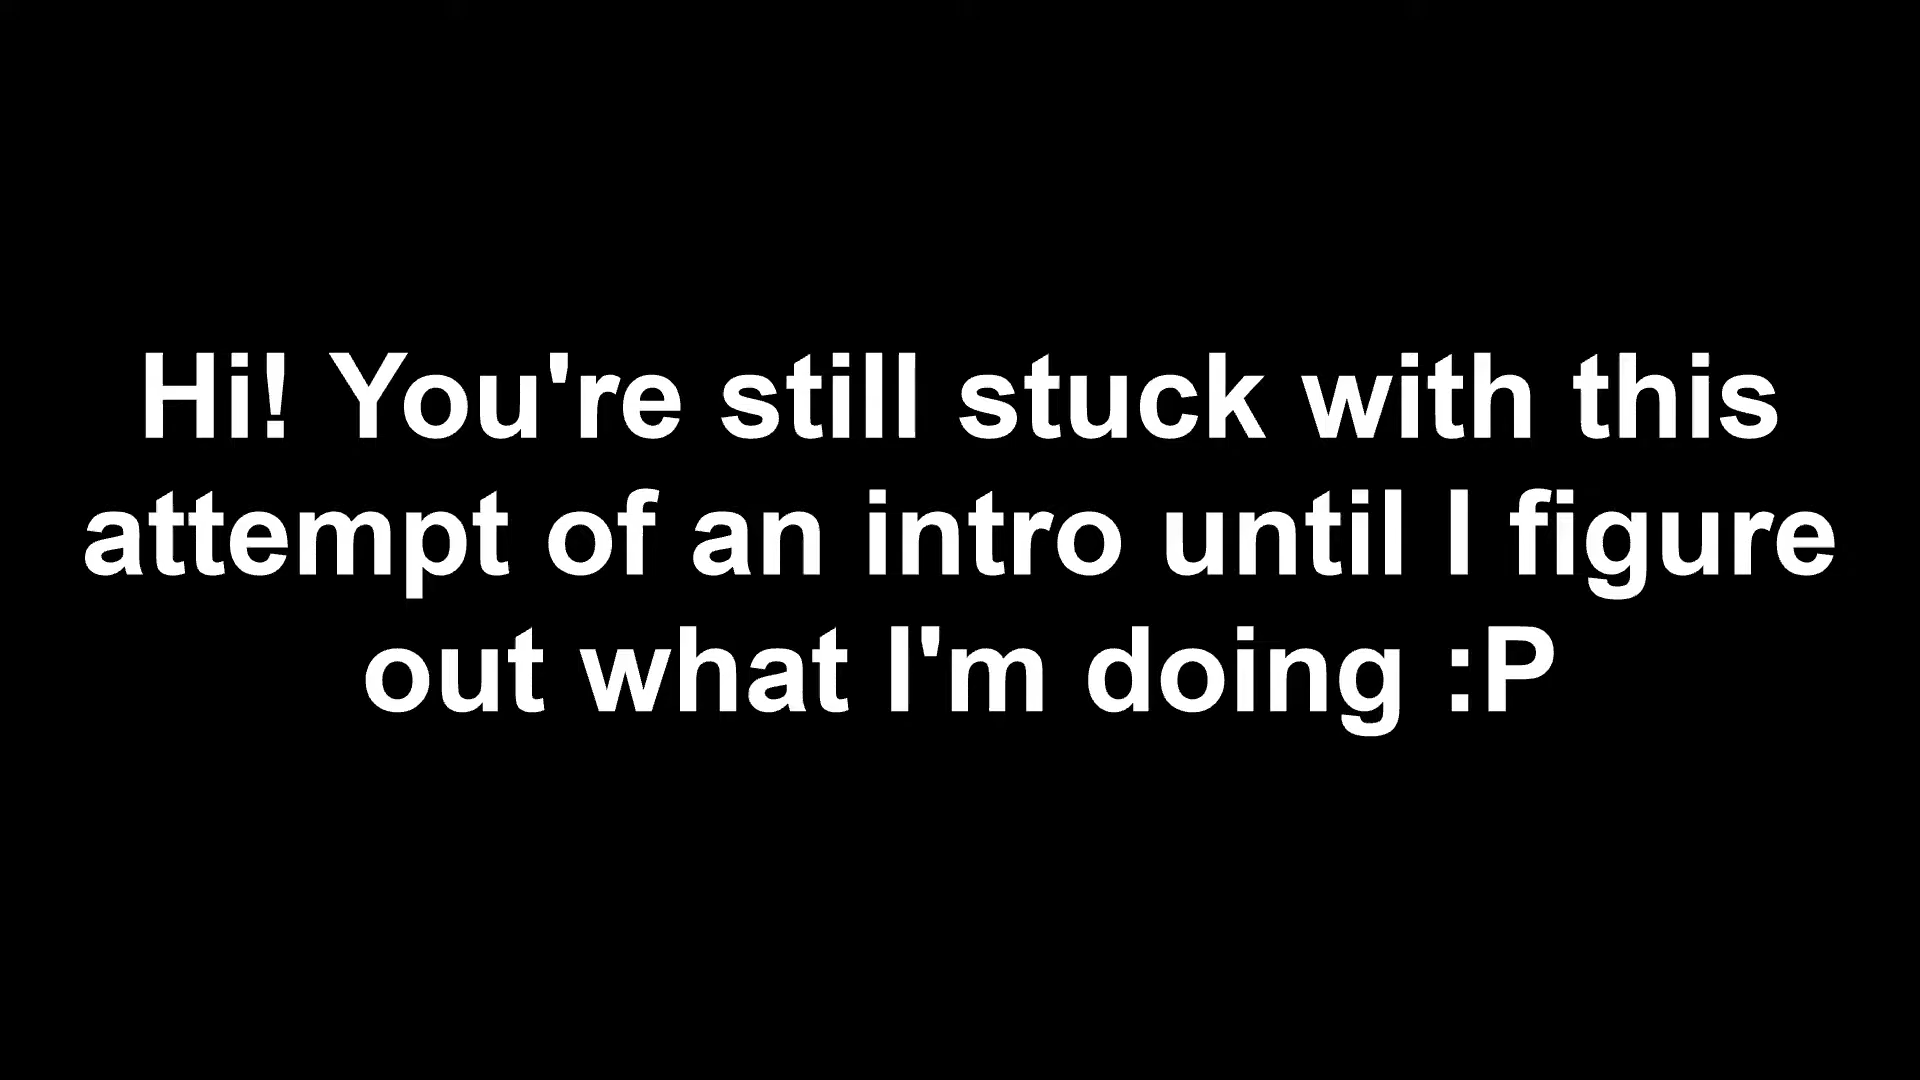 Hi! You're still stuck with this
attempt of an intro until I figure
out what I'm doing :P